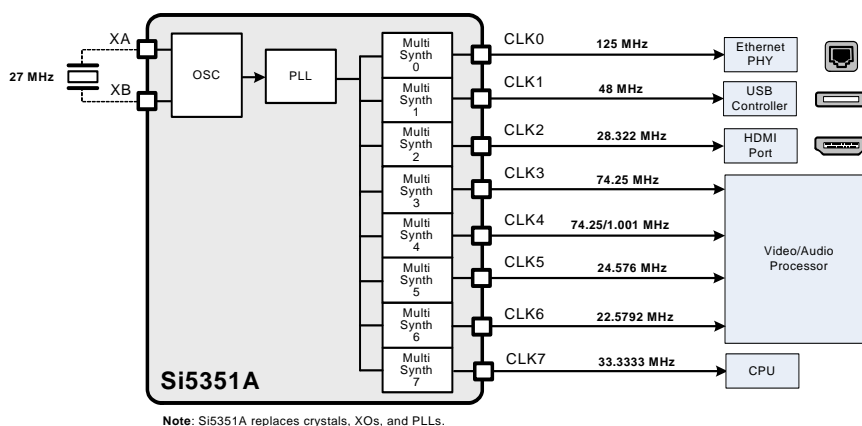 XA
27 MHz
XB
OSC
PLL
Multi
Synth
0
Multi
Synth
1
Multi
Synth
2
Multi
Synth
3
Multi
Synth
4
Multi
Synth
5
Multi
Synth
6
Multi
Synth
7
CLK0
125 MHz
Ethernet
PHY
CLK1
48 MHz
USB
Controller
CLK2
28.322 MHz
HDMI
Port
CLK3
74.25 MHz
CLK4
74.25/1.001 MHz
Video/Audio
Processor
CLK5
24.576 MHz
CLK6
22.5792 MHz
CLK7
33.3333 MHz
CPU
Si5351A
Note: Si5351A replaces crystals, XOs, and PLLs.